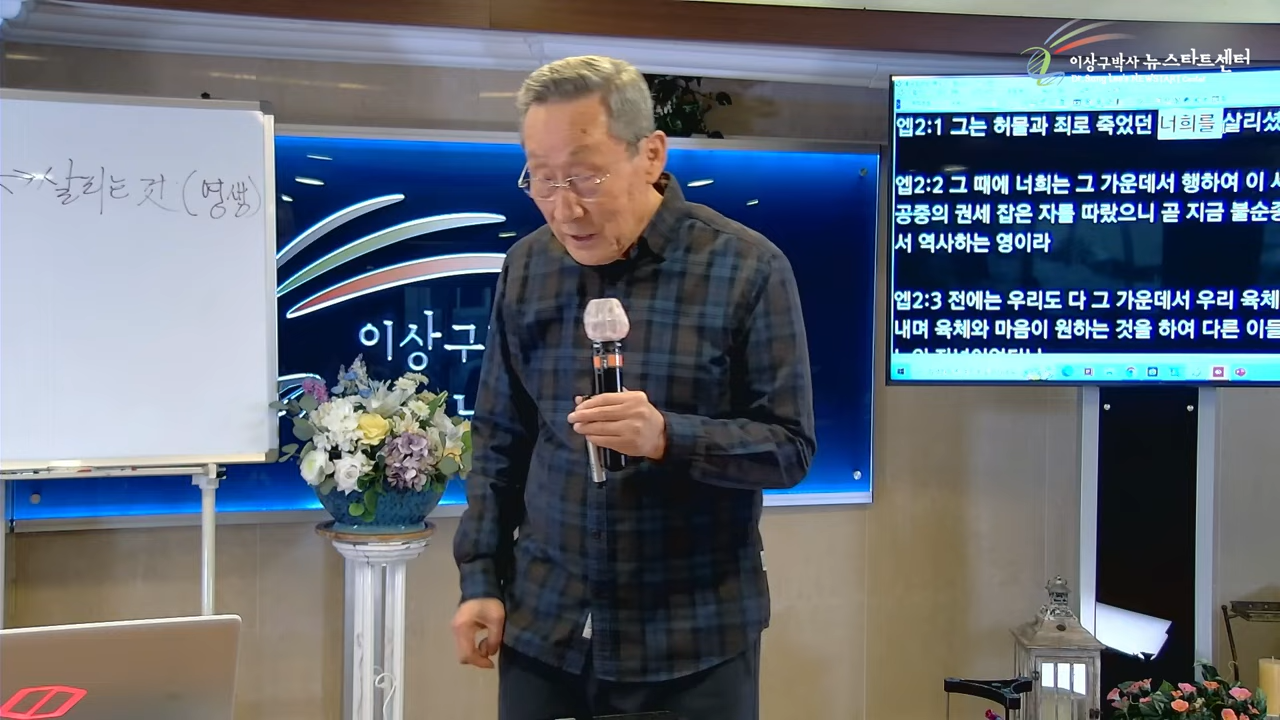 이상구박사 뉴스타트센터
↔ 살리는 것 (영생)
이상구
엡2:1 그는 허물과 죄로 죽었던 너희를 살리셨
엡2:2 그 때에 너희는 그 가운데서 행하여 이 세
공중의 권세 잡은 자를 따랐으니 곧 지금 불순종
서 역사하는 영이라
엡2:3 전에는 우리도 다 그 가운데서 우리 육체
내며 육체와 마음이 원하는 것을 하여 다른 이들